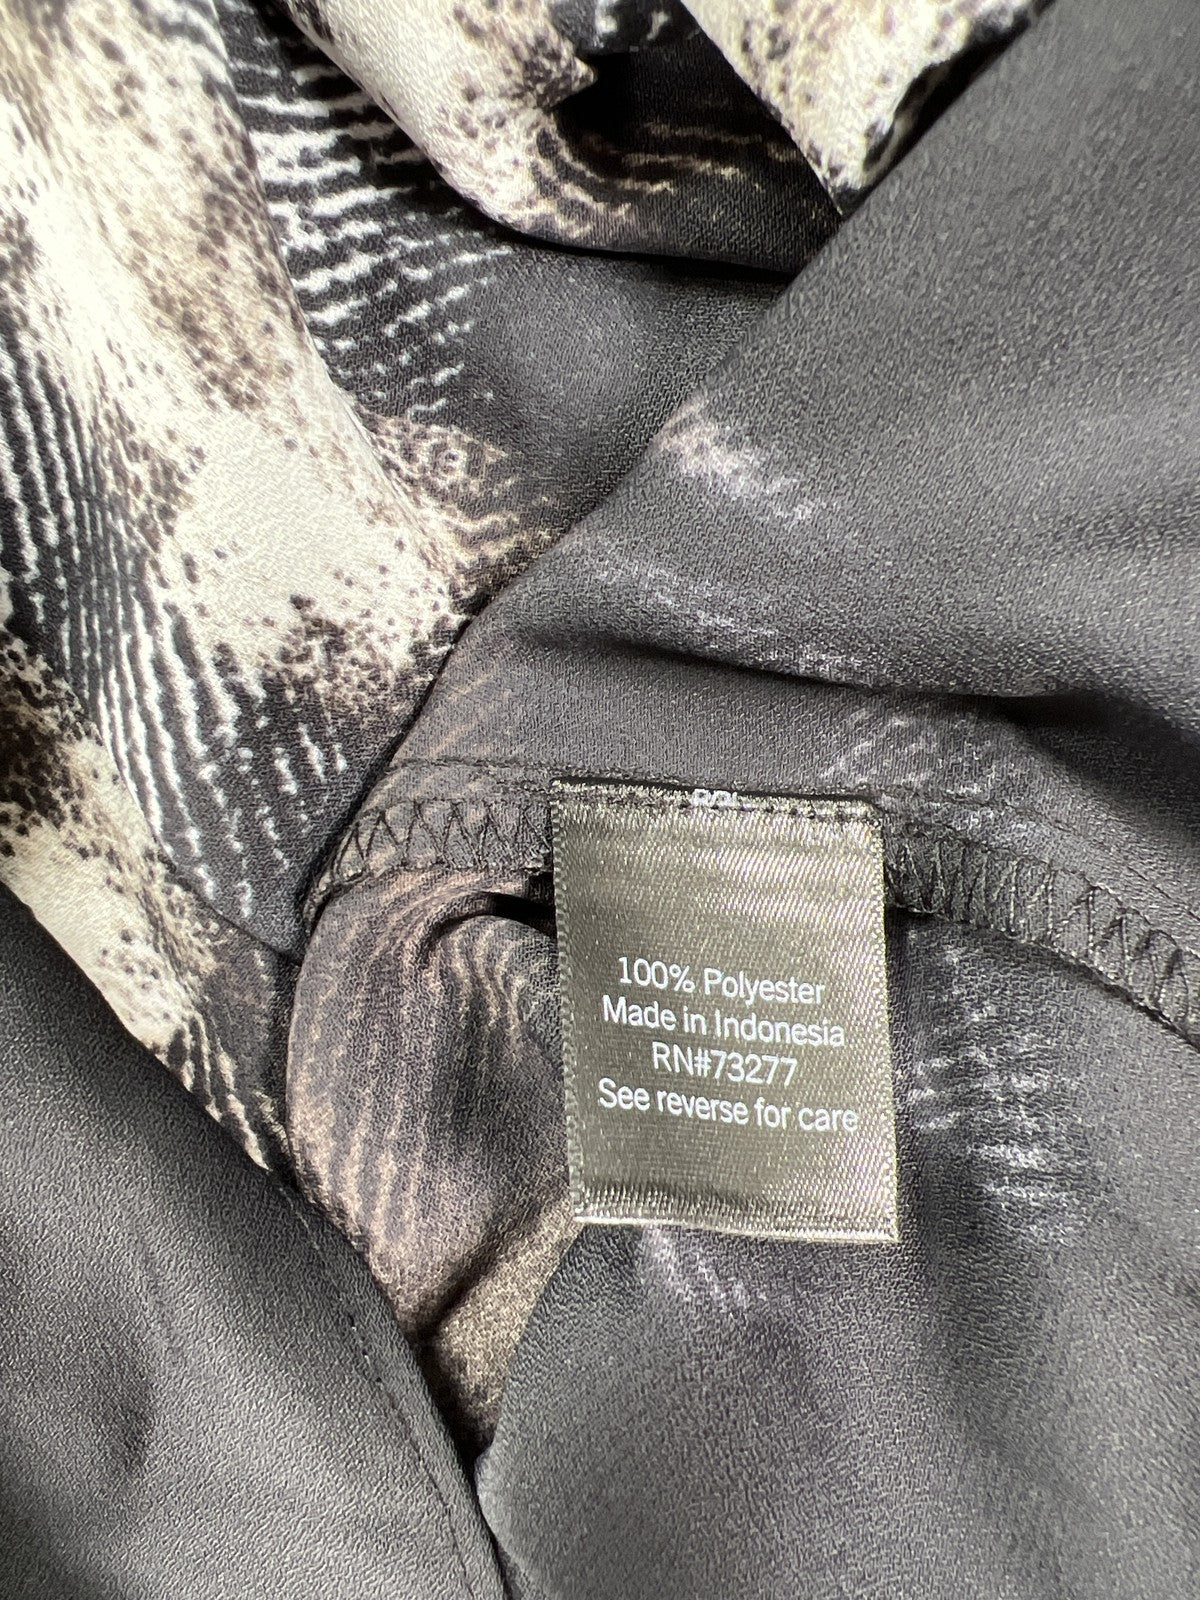 100% Polyester
Made in Indonesia
RN#73277
See reverse for care